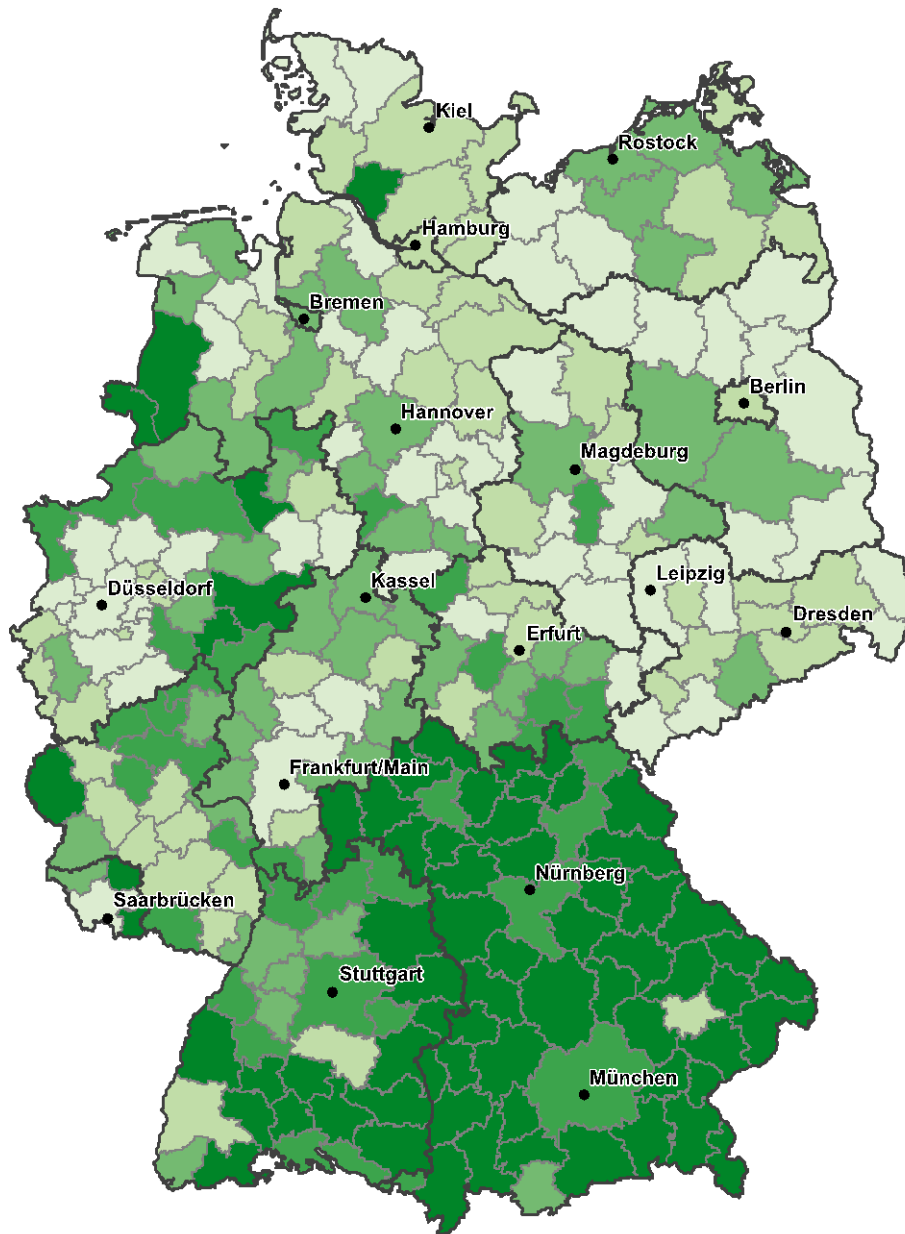 Kiel
Rostock
Hamburg
Bremen
Berlin
Hannover
Magdeburg
Düsseldorf
Kassel
Leipzig
Dresden
Erfurt
Frankfurt/Main
Nürnberg
Saarbrücken
Stuttgart
München